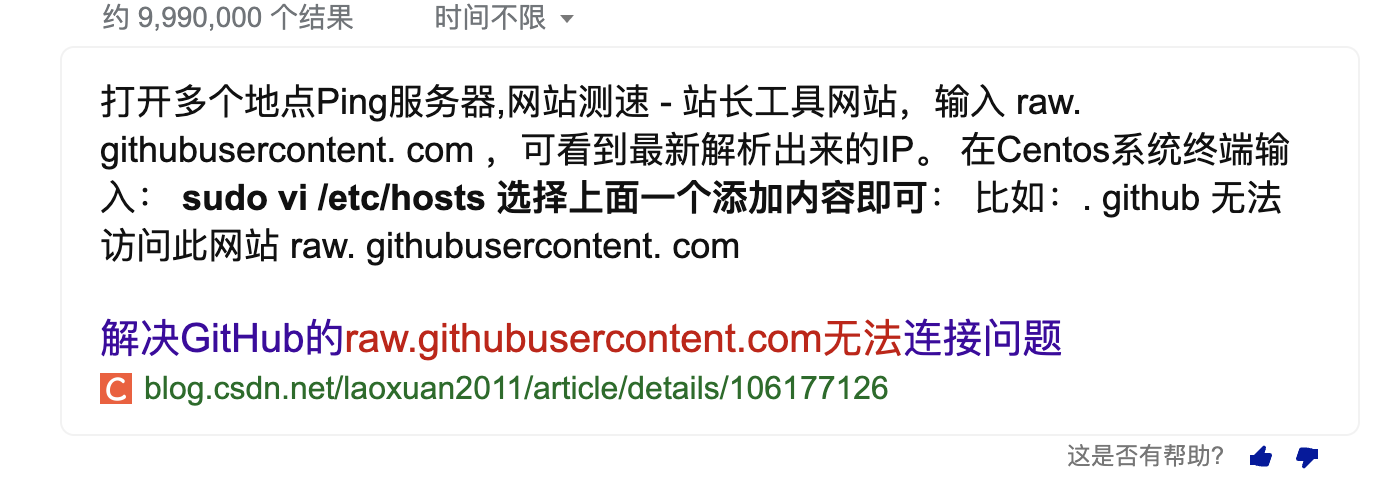 约 9,990,000 个结果 时间不限
打开多个地点Ping服务器,网站测速 - 站长工具网站，输入 raw.
githubusercontent. com ，可看到最新解析出来的IP。 在Centos系统终端输
入： sudo vi /etc/hosts 选择上面一个添加内容即可： 比如：. github 无法
访问此网站 raw. githubusercontent. com
解决GitHub的raw.githubusercontent.com无法连接问题
C blog.csdn.net/laoxuan2011/article/details/106177126
这是否有帮助?